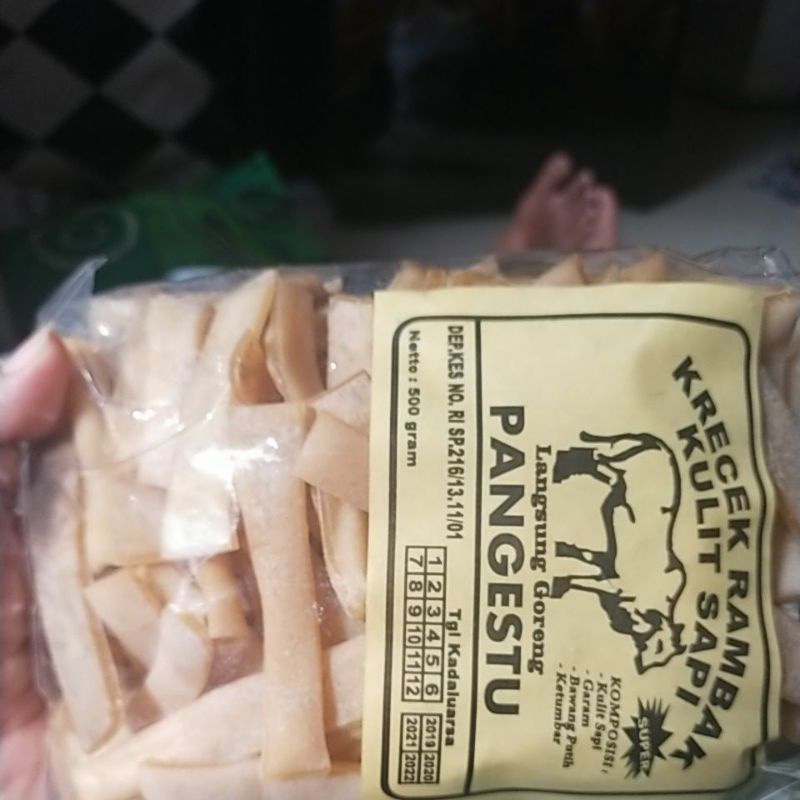 KRECEK RAMBAK
KULIT SAPI
SUPER
KOMPOSISI :
- Kulit Sapi
- Garam
- Bawang Putih
- Ketumbar
Langsung Goreng
PANGESTU
DEP.KES NO. RI SP.216/13.11/01
Tgl Kadaluarsa
Netto : 500 gram
1 2 3 4 5 6 2019 2020
7 8 9 10 11 12 2021 2022